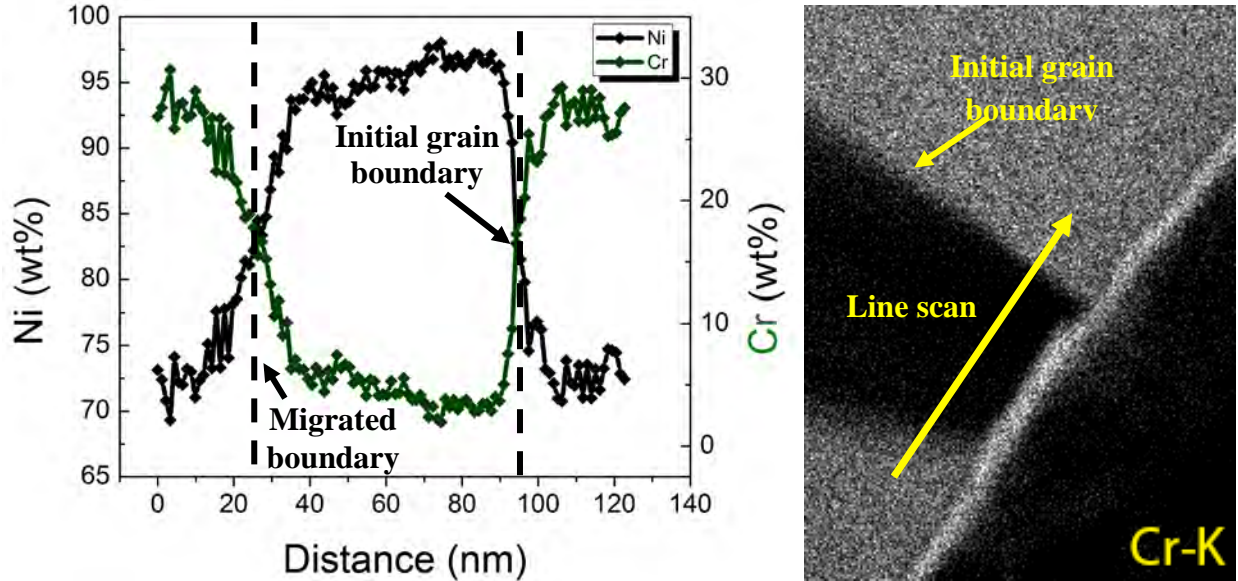 100
95
90
85
80
75
70
65
Ni (wt%)
Ni
Cr
Initial grain
boundary
Migrated
boundary
30
20
10
0
Cr (wt%)
0
20
40
60
80
100
120
140
Distance (nm)
Initial grain
boundary
Line scan
Cr-K